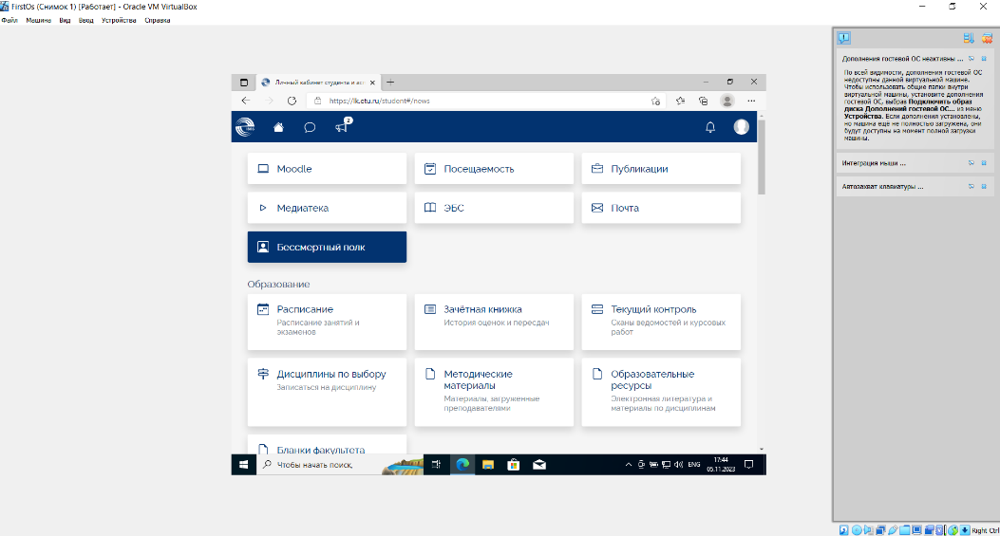 FirstOs (Снимок 1) [Работает] - Oracle VM VirtualBox
Файл Машина Вид Ввод Устройства Справка
Дополнения гостевой ОС неактивны ...
По всей видимости, дополнения гостевой ОС
недоступны данной виртуальной машине.
Чтобы использовать общие папки внутри
виртуальной машины, установите дополнения
гостевой ОС, выбрав Подключить образ
диска Дополнений гостевой ОС... из меню
Устройства. Если дополнения установлены,
но машина ещё не полностью загружена, они
будут доступны на момент полной загрузки
машины.
Интеграция мыши ...
Автозахват клавиатуры ...
Личный кабинет студента и асп
https://lk.etu.ru/student#/news
2
Moodle
Посещаемость
Публикации
Медиатека
ЭБС
Почта
Бессмертный полк
Образование
Расписание
Расписание занятий и
экзаменов
Зачётная книжка
История оценок и пересдач
Текущий контроль
Сканы ведомостей и курсовых
работ
Дисциплины по выбору
Записаться на дисциплину
Методические
материалы
Материалы, загруженные
преподавателями
Образовательные
ресурсы
Электронная литература и
материалы по дисциплинам
Бланки факультета
Чтобы начать поиск,
ENG
17:44
05.11.2023
Right Ctrl